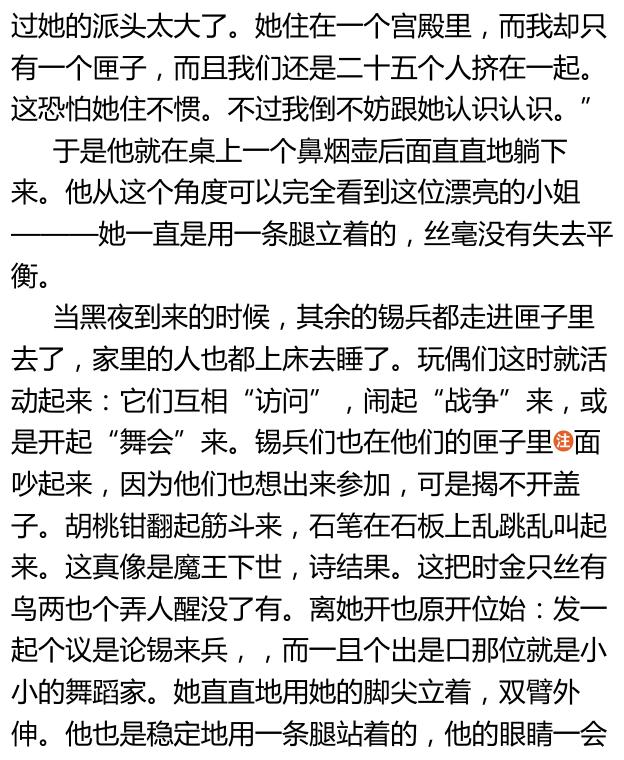 过她的派头太大了。她住在一个宫殿里，而我却只
有一个匣子，而且我们还是二十五个人挤在一起。
这恐怕她住不惯。不过我倒不妨跟她认识认识。”
于是他就在桌上一个鼻烟壶后面直直地躺下
来。他从这个角度可以完全看到这位漂亮的小姐
———她一直是用一条腿立着的，丝毫没有失去平
衡。
当黑夜到来的时候，其余的锡兵都走进匣子里
去了，家里的人也都上床去睡了。玩偶们这时就活
动起来：它们互相“访问”，闹起“战争”来，或
是开起“舞会”来。锡兵们也在他们的匣子里注面
吵起来，因为他们也想出来参加，可是揭不开盖
子。胡桃钳翻起筋斗来，石笔在石板上乱跳乱叫起
来。这真像是魔王下世，诗结果。这把时金只丝有
鸟两也个弄人醒没了有。离她开也原开位始：发一
起个议是论锡来兵，，而一且个出是口那位就是小
小的舞蹈家。她直直地用她的脚尖立着，双臂外
伸。他也是稳定地用一条腿站着的，他的眼睛一会